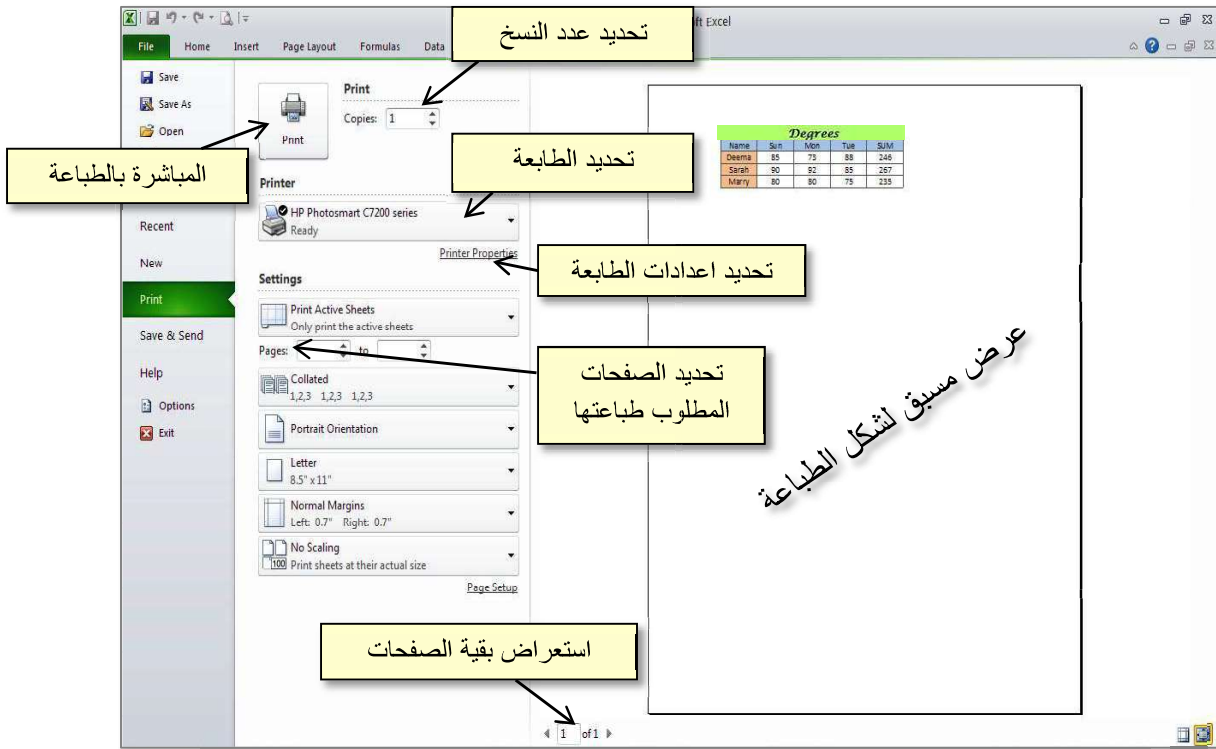 ft Excel
File Home Insert Page Layout Formulas Data
تحديد عدد النسخ
Save
Save As
Open
Recent
New
Print
Save & Send
Help
Options
Exit
المباشرة بالطباعة
Print
Print
Copies: 1
تحديد الطابعة
Printer
HP Photosmart C7200 series
Ready
Printer Properties
تحديد اعدادات الطابعة
Settings
Print Active Sheets
Only print the active sheets
Pages: to
تحديد الصفحات
المطلوب طباعتها
Collated
1,2,3 1,2,3 1,2,3
Portrait Orientation
Letter
8.5" x 11"
Normal Margins
Left: 0.7" Right: 0.7"
No Scaling
100 Print sheets at their actual size
Page Setup
استعراض بقية الصفحات
1 of 1
Degrees
Name Sun Mon Tue SUM
Deema 85 73 88 246
Sarah 90 92 85 267
Marry 80 80 75 235
عرض مسبق لشكل الطباعة